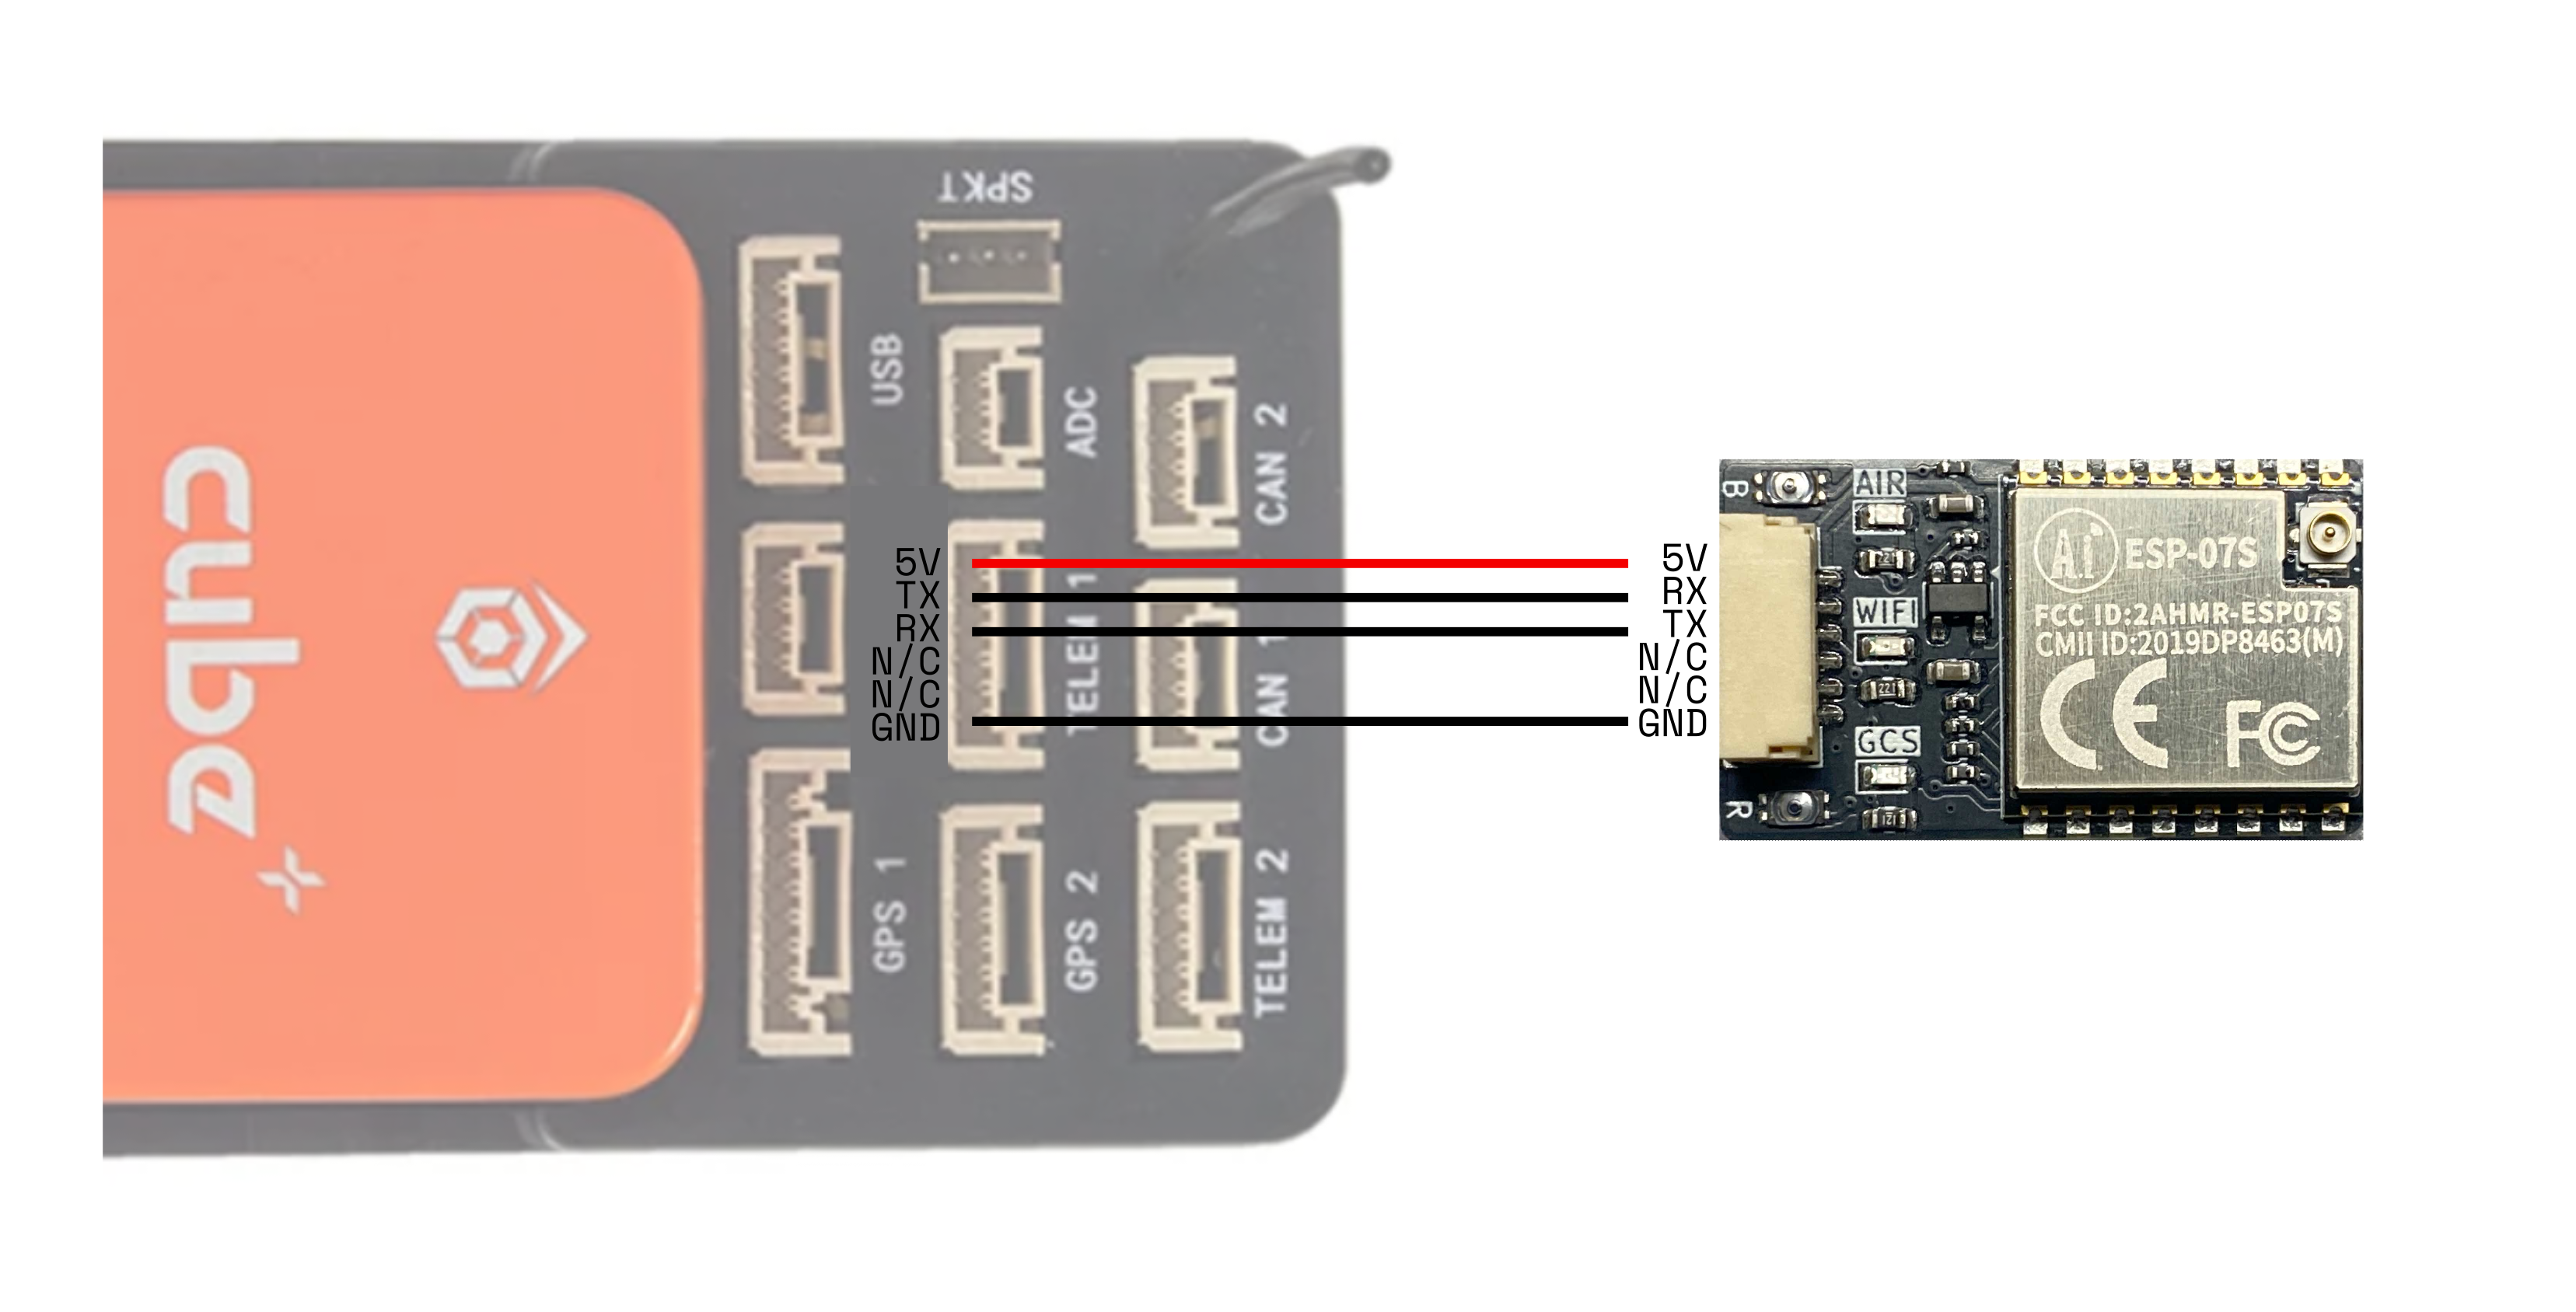 cube
SPKT
USB
ADC
CAN 2
5V
TX
RX
N/C
N/C
GND
TELEM 1
CAN 1
GPS 1
GPS 2
TELEM 2
5V
RX
TX
N/C
N/C
GND
B
AIR
WIFI
GCS
R
Ai ESP-07S
FCC ID:2AHMR-ESP07S
CMII ID:2019DP8463(M)
CE FC
221